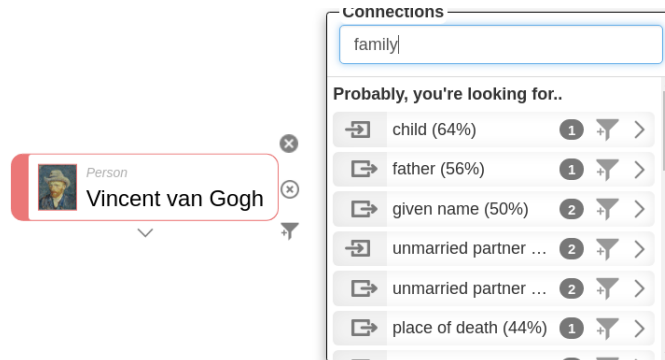 Connections
family
Probably, you're looking for..
child (64%) 1
father (56%) 1
Person
Vincent van Gogh
given name (50%) 2
unmarried partner ... 2
unmarried partner ... 2
place of death (44%) 1